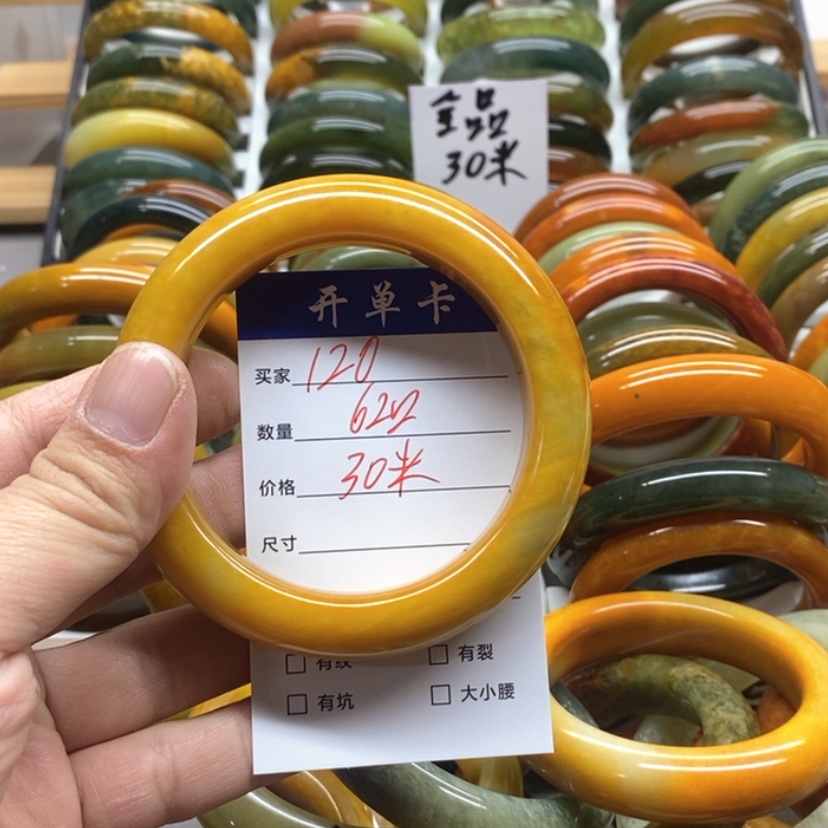 全品
30米
开单卡
买家 120
数量
价格 30米
尺寸
□ 有纹 □ 有裂
□ 有坑 □ 大小腰